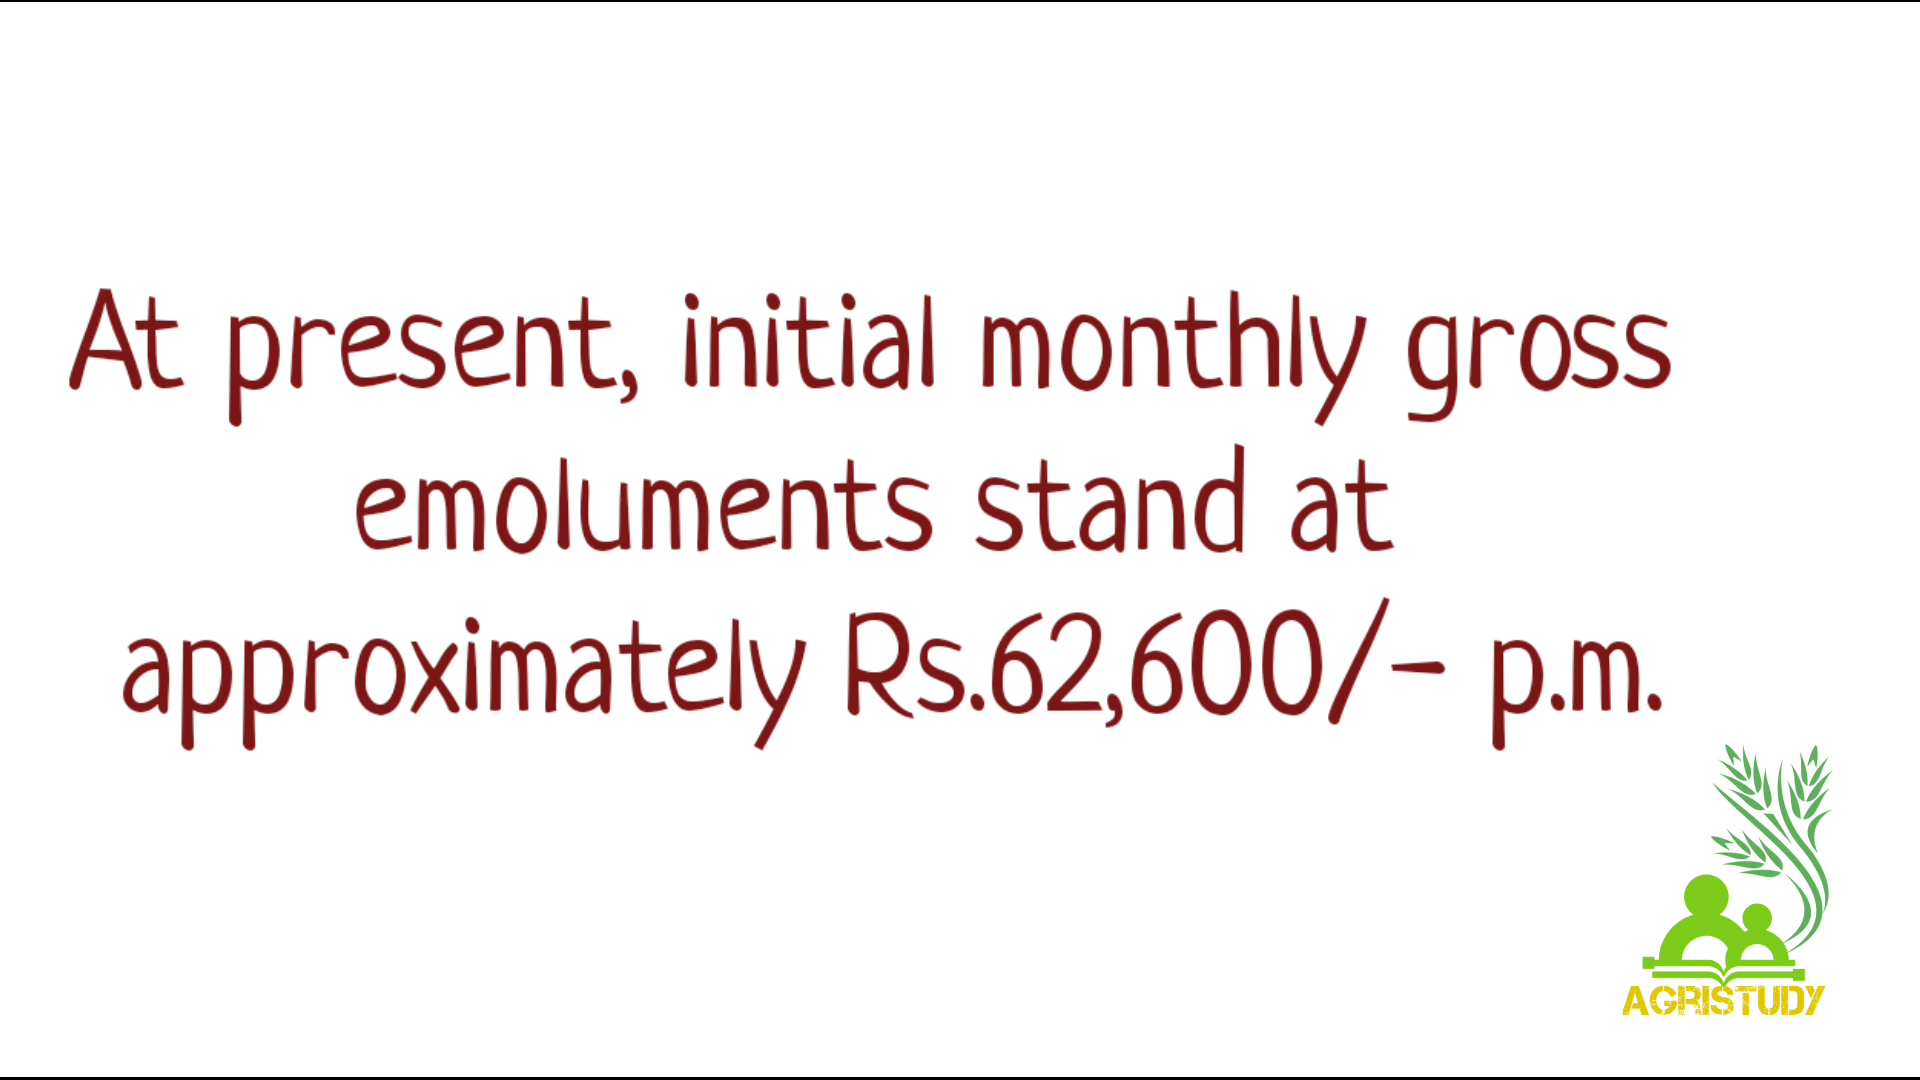 At present, initial monthly gross
emoluments stand at
approximately Rs.62,600/- p.m.
AGRISTUDY